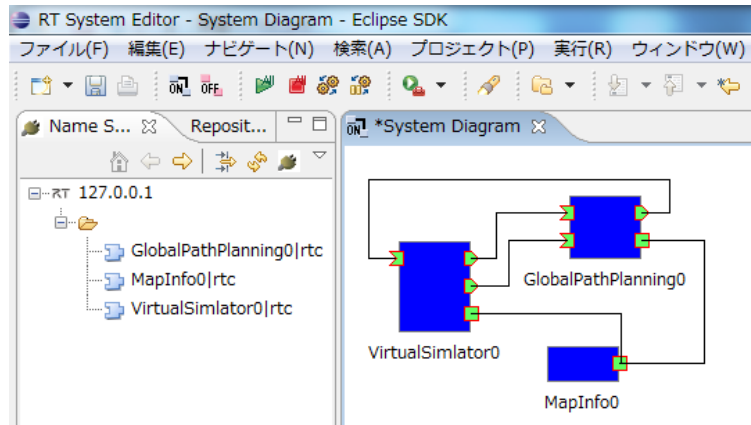 RT System Editor - System Diagram - Eclipse SDK
ファイル(F) 編集(E) ナビゲート(N) 検索(A) プロジェクト(P) 実行(R) ウィンドウ(W)
ON OFF
Name S... Reposit...
ON *System Diagram
RT 127.0.0.1
GlobalPathPlanning0|rtc
MapInfo0|rtc
VirtualSimlator0|rtc
GlobalPathPlanning0
VirtualSimlator0
MapInfo0